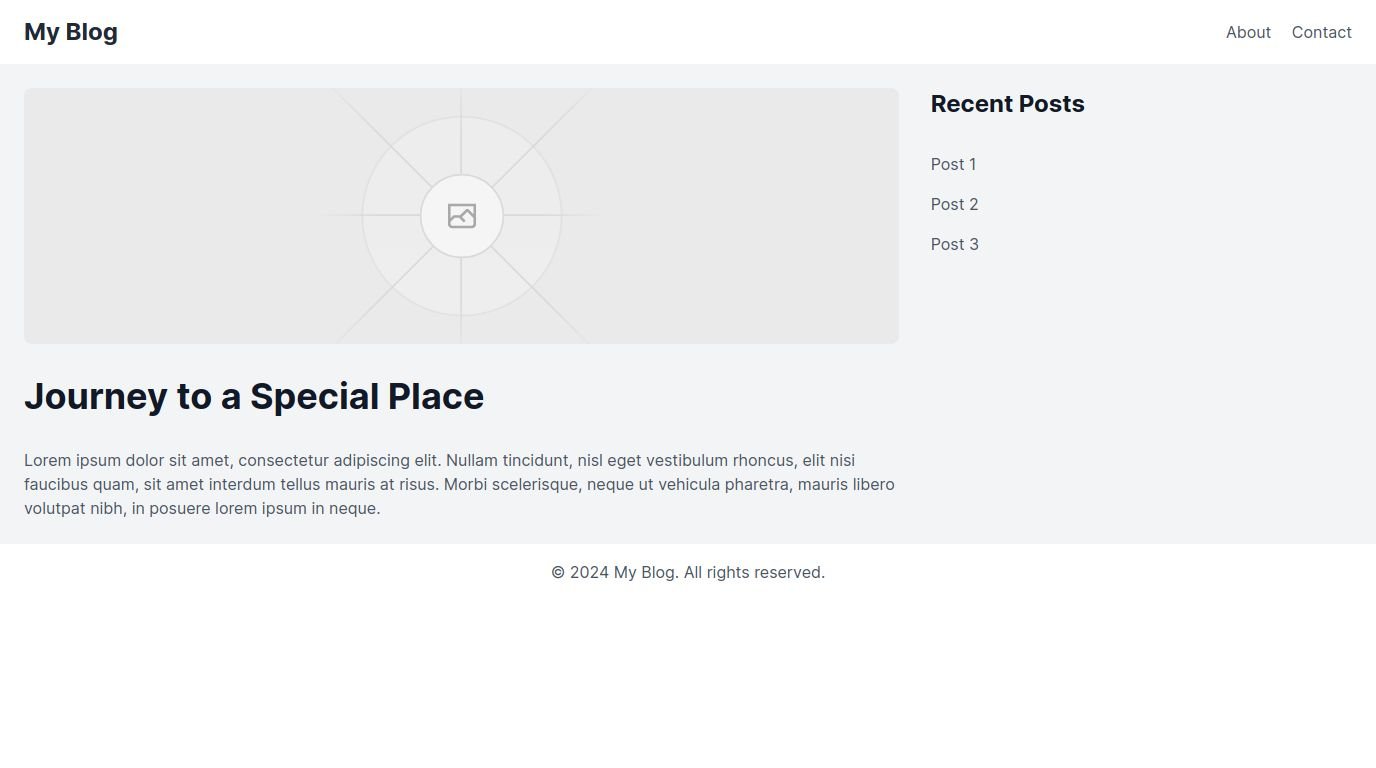 My Blog
About
Contact
Journey to a Special Place
Lorem ipsum dolor sit amet, consectetur adipiscing elit. Nullam tincidunt, nisl eget vestibulum rhoncus, elit nisi
faucibus quam, sit amet interdum tellus mauris at risus. Morbi scelerisque, neque ut vehicula pharetra, mauris libero
volutpat nibh, in posuere lorem ipsum in neque.
Recent Posts
Post 1
Post 2
Post 3
© 2024 My Blog. All rights reserved.